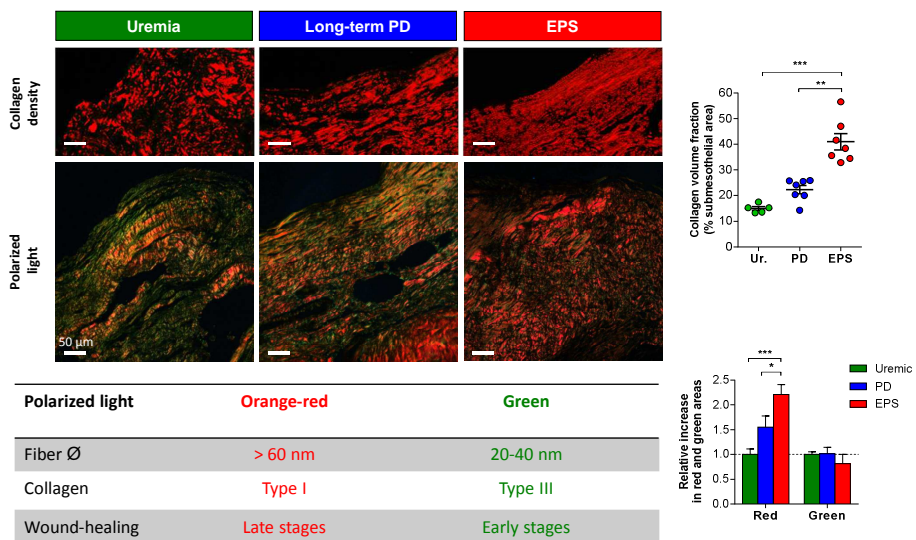 Uremia
Long-term PD
EPS
Collagen
density
Polarized
light
50 µm
***
**
Collagen volume fraction
(% submesothelial area)
60
50
40
30
20
10
0
Ur.
PD
EPS
Polarized light
Orange-red
Green
Fiber Ø
> 60 nm
20-40 nm
Collagen
Type I
Type III
Wound-healing
Late stages
Early stages
***
*
Uremic
PD
EPS
Relative increase
in red and green areas
2.5
2.0
1.5
1.0
0.5
0.0
Red
Green